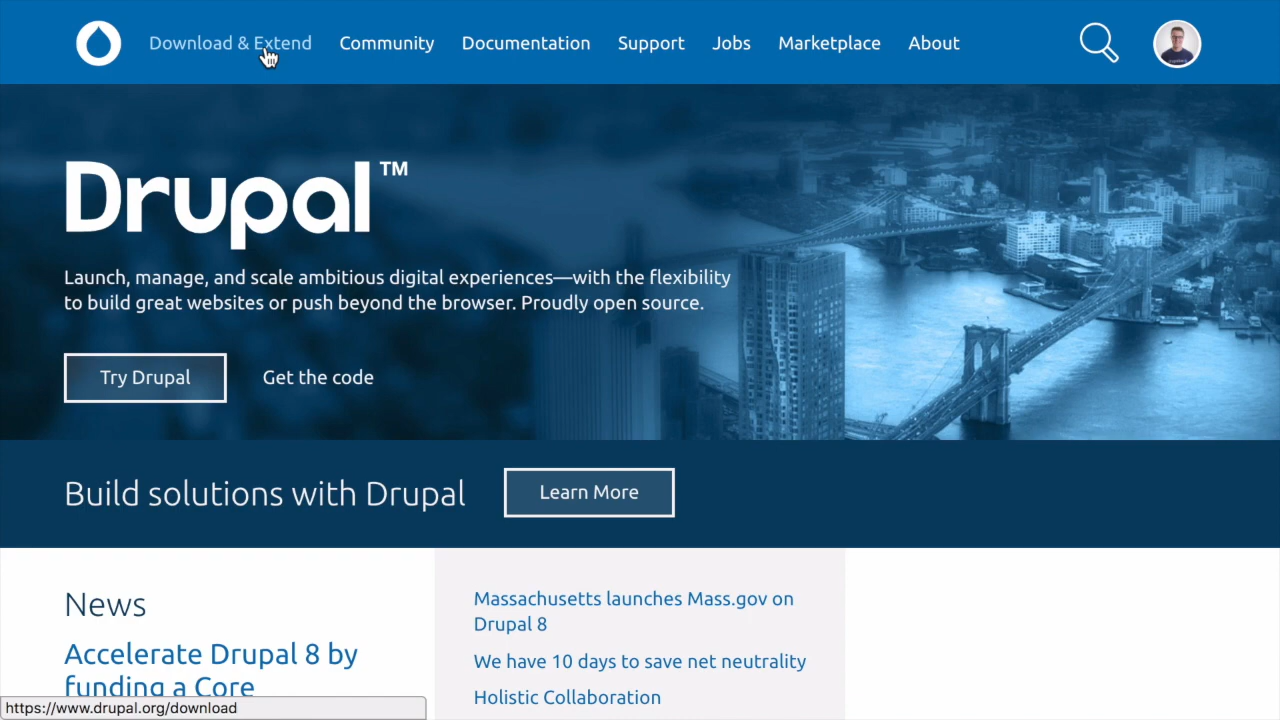 Download & Extend
Community
Documentation
Support
Jobs
Marketplace
About
Drupal™
Launch, manage, and scale ambitious digital experiences—with the flexibility
to build great websites or push beyond the browser. Proudly open source.
Try Drupal
Get the code
Build solutions with Drupal
Learn More
News
Accelerate Drupal 8 by
funding a Core
Massachusetts launches Mass.gov on
Drupal 8
We have 10 days to save net neutrality
Holistic Collaboration
https://www.drupal.org/download